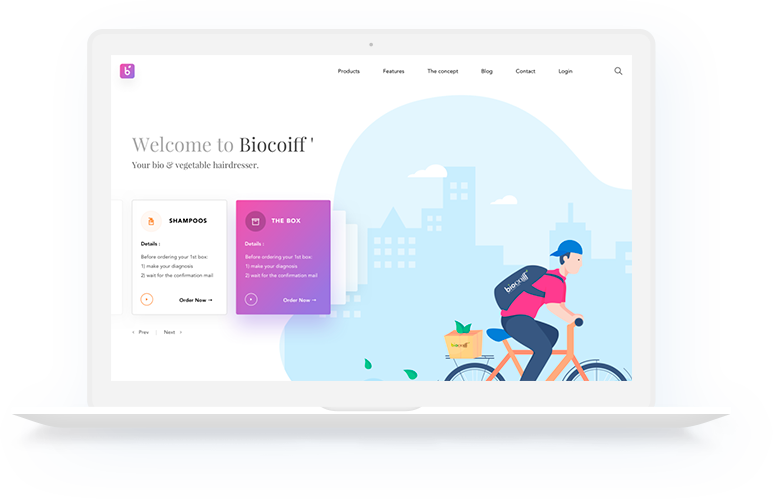 b
Products Features The concept Blog Contact Login
Welcome to Biocoiff '
Your bio & vegetable hairdresser.
SHAMPOOS
Details :
Before ordering your 1st box:
1) make your diagnosis
2) wait for the confirmation mail
+ Order Now →
THE BOX
Details :
Before ordering your 1st box:
1) make your diagnosis
2) wait for the confirmation mail
+ Order Now →
< Prev | Next >
biocoiff'
biocoiff'